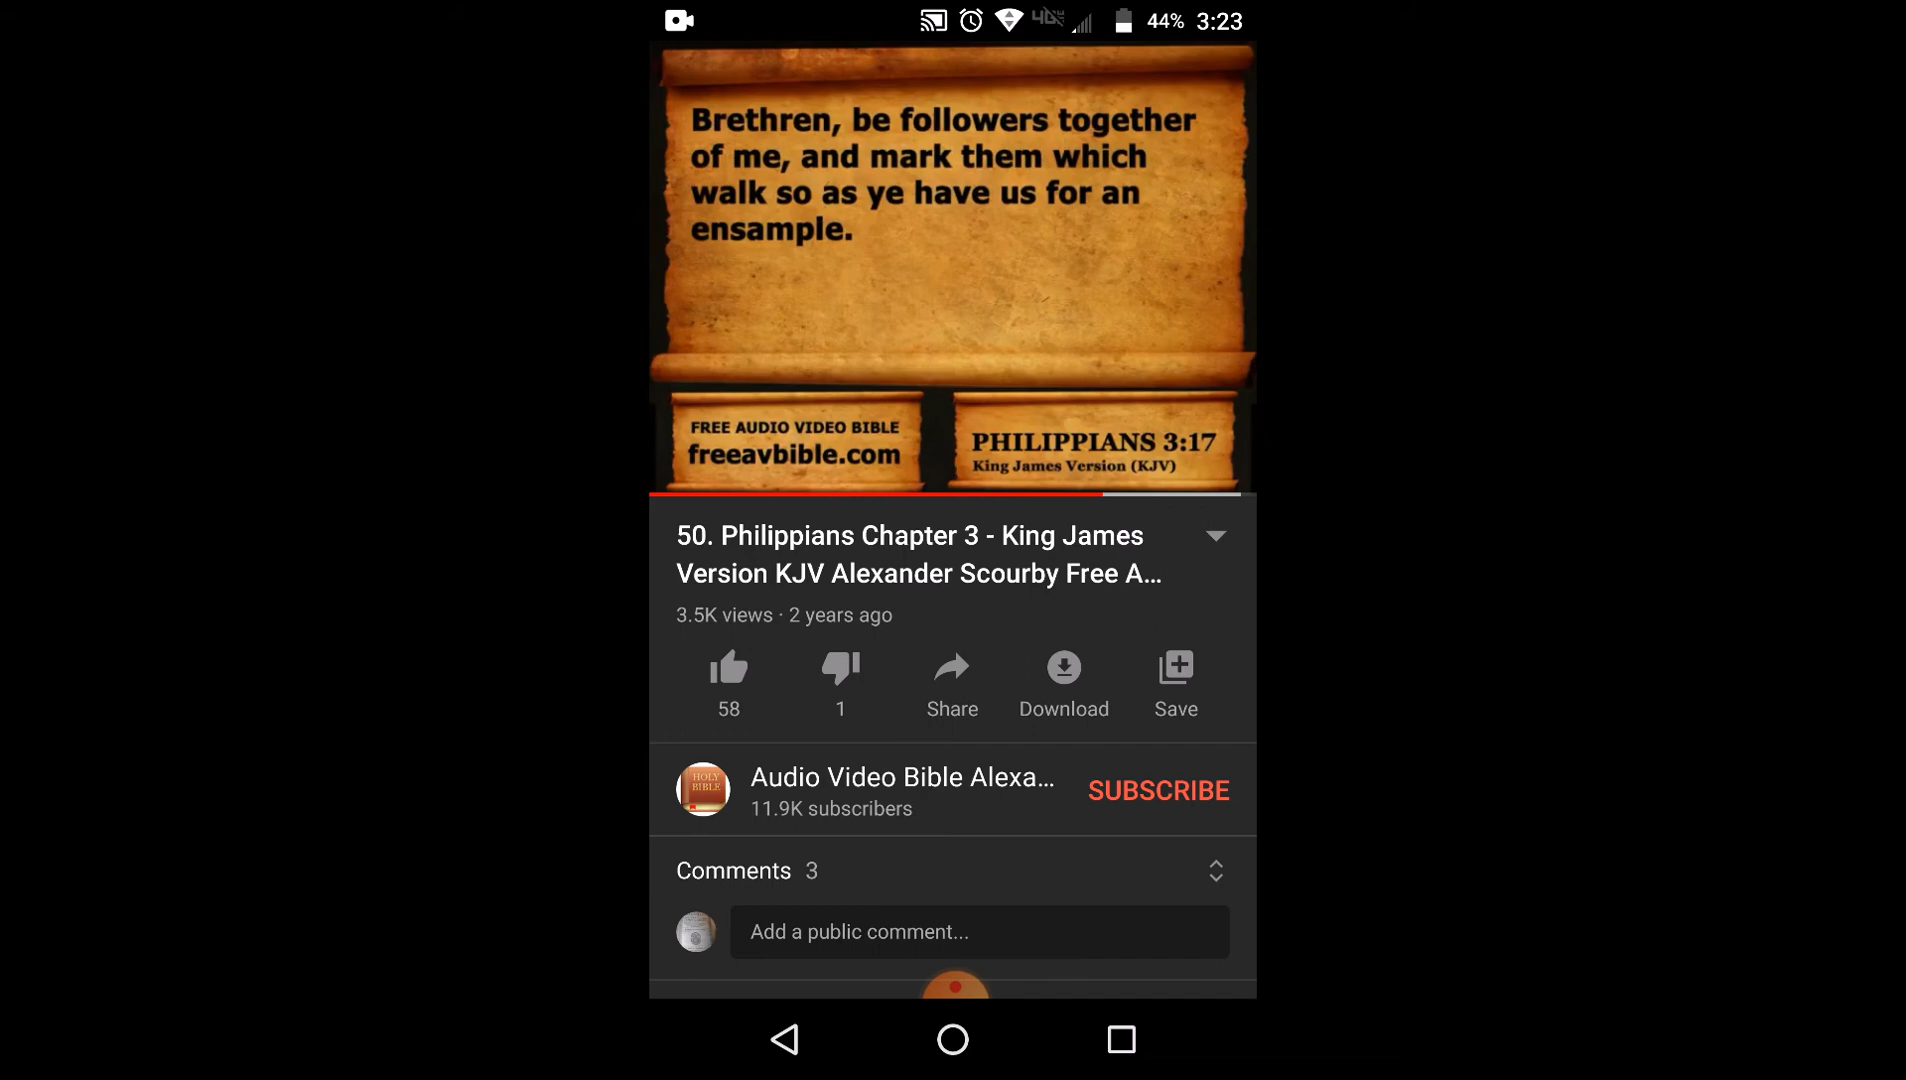 44% 3:23
Brethren, be followers together
of me, and mark them which
walk so as ye have us for an
ensample.
FREE AUDIO VIDEO BIBLE
freeavbible.com
PHILIPPIANS 3:17
King James Version (KJV)
50. Philippians Chapter 3 - King James
Version KJV Alexander Scourby Free A...
3.5K views · 2 years ago
58
1
Share
Download
Save
HOLY
BIBLE
Audio Video Bible Alexa...
11.9K subscribers
SUBSCRIBE
Comments 3
Add a public comment...